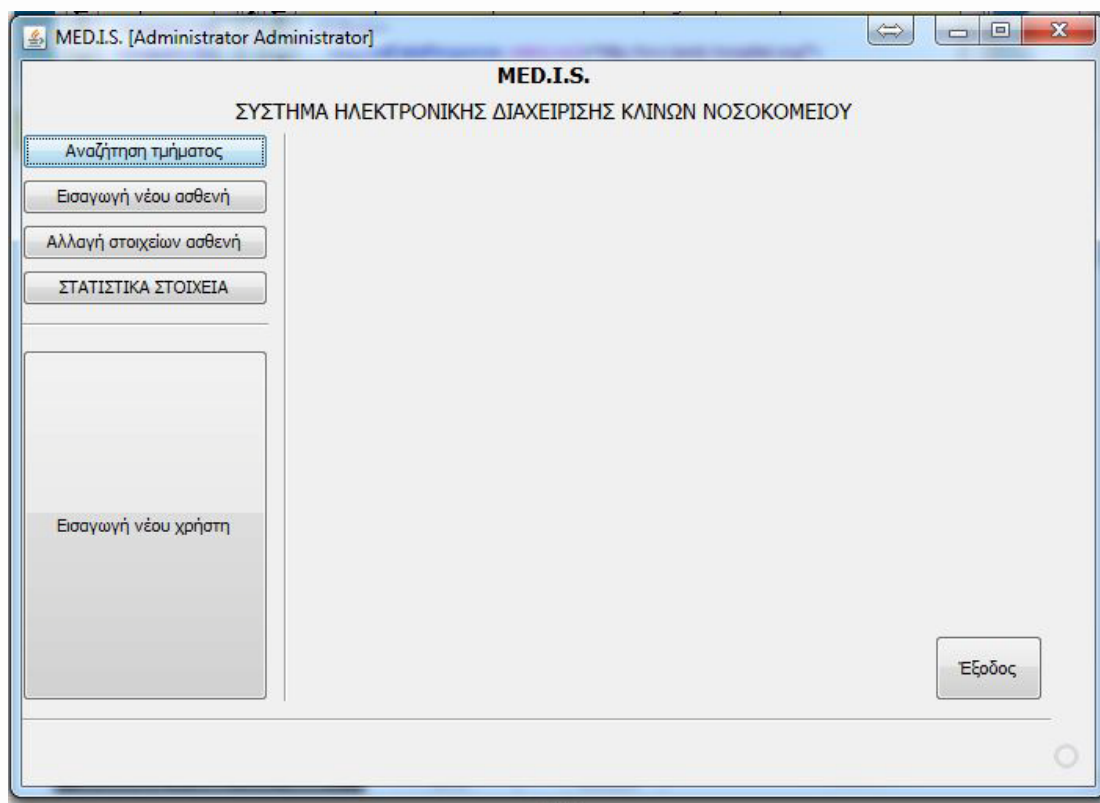 MED.I.S. [Administrator Administrator]
MED.I.S.
ΣΥΣΤΗΜΑ ΗΛΕΚΤΡΟΝΙΚΗΣ ΔΙΑΧΕΙΡΙΣΗΣ ΚΛΙΝΩΝ ΝΟΣΟΚΟΜΕΙΟΥ
Αναζήτηση τμήματος
Εισαγωγή νέου ασθενή
Αλλαγή στοιχείων ασθενή
ΣΤΑΤΙΣΤΙΚΑ ΣΤΟΙΧΕΙΑ
Εισαγωγή νέου χρήστη
Έξοδος